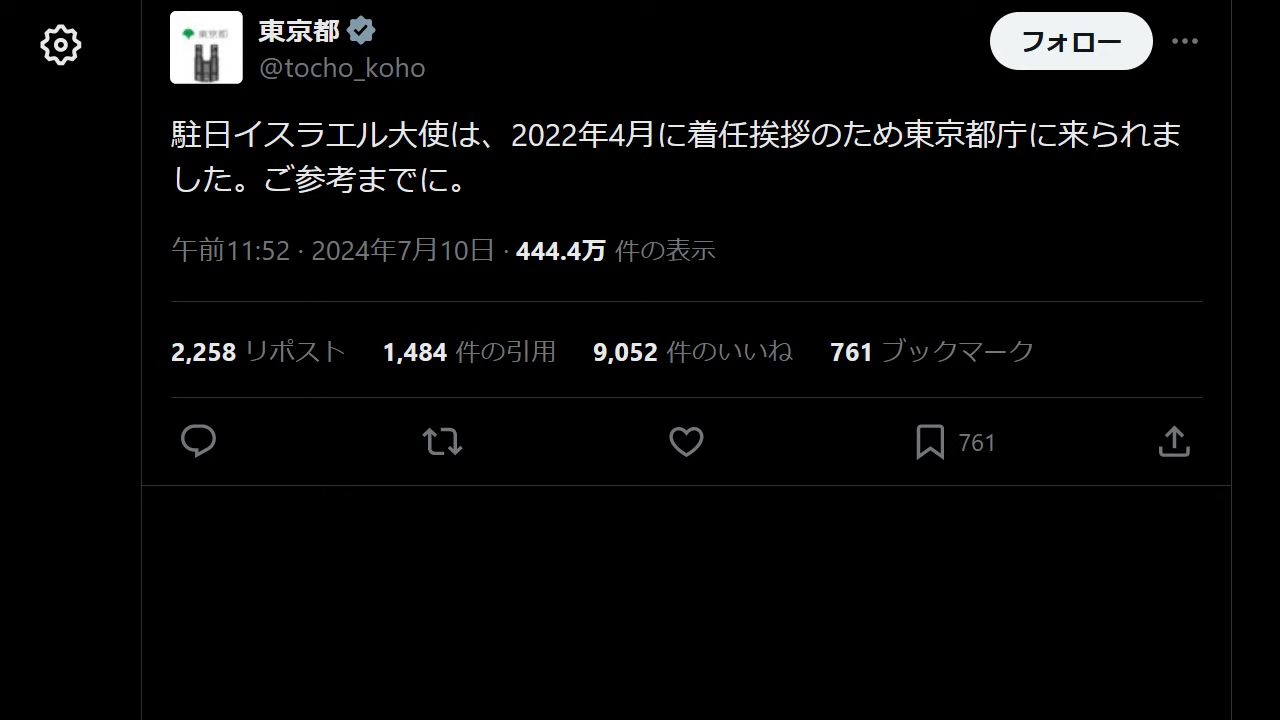 東京都
@tocho_koho
フォロー
駐日イスラエル大使は、2022年4月に着任挨拶のため東京都庁に来られま
した。ご参考までに。
午前11:52 · 2024年7月10日 · 444.4万 件の表示
2,258 リポスト 1,484 件の引用 9,052 件のいいね 761 ブックマーク
761